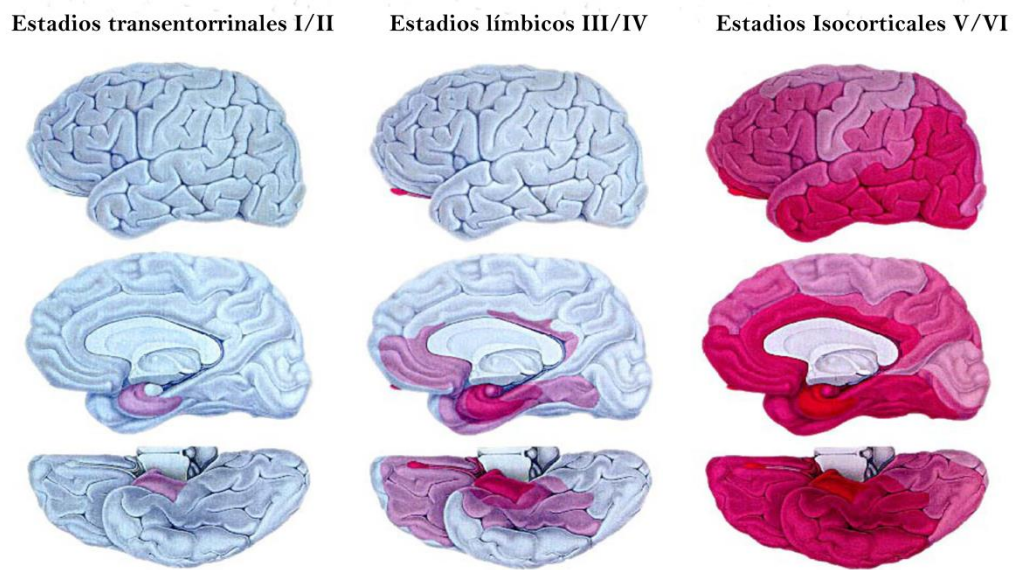 Estadios transentorrinales I/II
Estadios límbicos III/IV
Estadios Isocorticales V/VI